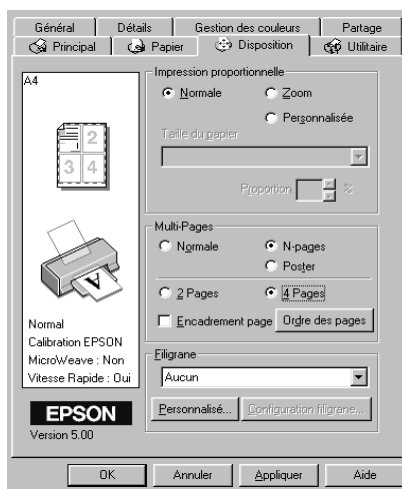 Général Détails Gestion des couleurs Partage
Principal Papier Disposition Utilitaire
A4
2
3 4
Normal
Calibration EPSON
MicroWeave : Non
Vitesse Rapide : Oui
EPSON
Version 5.00
Impression proportionnelle
Normale Zoom
Personnalisée
Taille du papier
Proportion %
Multi-Pages
Normale N-pages
Poster
2 Pages 4 Pages
Encadrement page Ordre des pages
Filigrane
Aucun
Personnalisé... Configuration filigrane...
OK Annuler Appliquer Aide